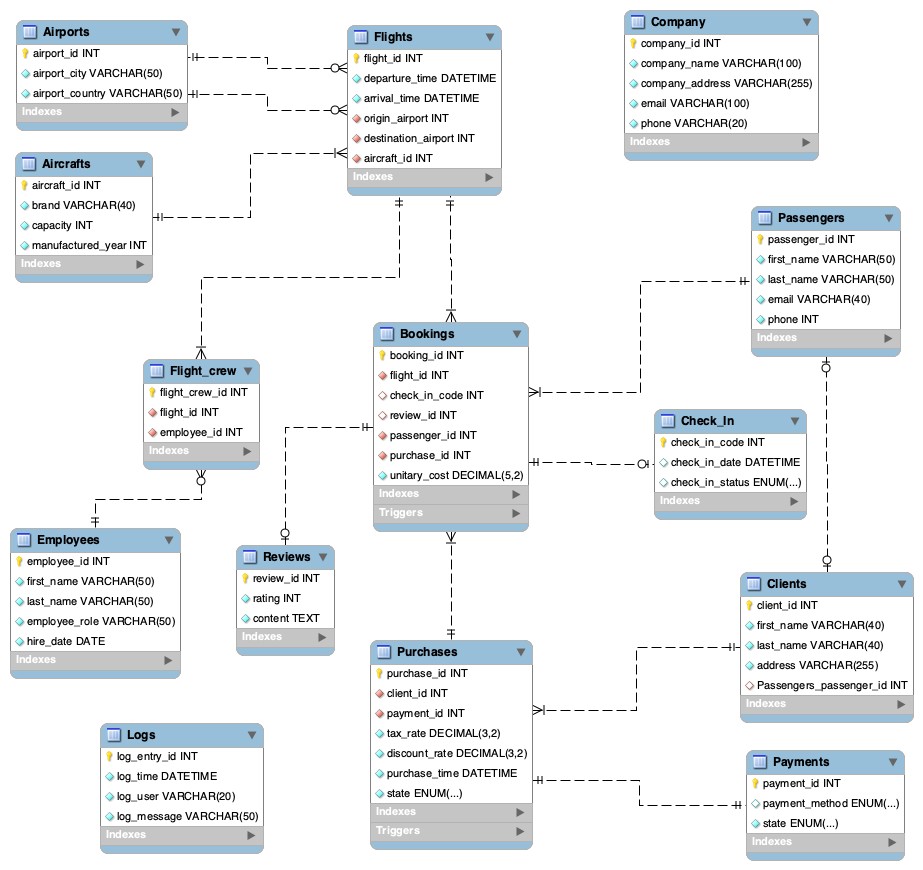 Airports
airport_id INT
airport_city VARCHAR(50)
airport_country VARCHAR(50)
Indexes
Flights
flight_id INT
departure_time DATETIME
arrival_time DATETIME
origin_airport INT
destination_airport INT
aircraft_id INT
Indexes
Company
company_id INT
company_name VARCHAR(100)
company_address VARCHAR(255)
email VARCHAR(100)
phone VARCHAR(20)
Indexes
Aircrafts
aircraft_id INT
brand VARCHAR(40)
capacity INT
manufactured_year INT
Indexes
Passengers
passenger_id INT
first_name VARCHAR(50)
last_name VARCHAR(50)
email VARCHAR(40)
phone INT
Indexes
Bookings
booking_id INT
flight_id INT
check_in_code INT
review_id INT
passenger_id INT
purchase_id INT
unitary_cost DECIMAL(5,2)
Indexes
Triggers
Flight_crew
flight_crew_id INT
flight_id INT
employee_id INT
Indexes
Check_In
check_in_code INT
check_in_date DATETIME
check_in_status ENUM(...)
Indexes
Employees
employee_id INT
first_name VARCHAR(50)
last_name VARCHAR(50)
employee_role VARCHAR(50)
hire_date DATE
Indexes
Reviews
review_id INT
rating INT
content TEXT
Indexes
Clients
client_id INT
first_name VARCHAR(40)
last_name VARCHAR(40)
address VARCHAR(255)
Passengers_passenger_id INT
Indexes
Purchases
purchase_id INT
client_id INT
payment_id INT
tax_rate DECIMAL(3,2)
discount_rate DECIMAL(3,2)
purchase_time DATETIME
state ENUM(...)
Indexes
Triggers
Logs
log_entry_id INT
log_time DATETIME
log_user VARCHAR(20)
log_message VARCHAR(50)
Indexes
Payments
payment_id INT
payment_method ENUM(...)
state ENUM(...)
Indexes